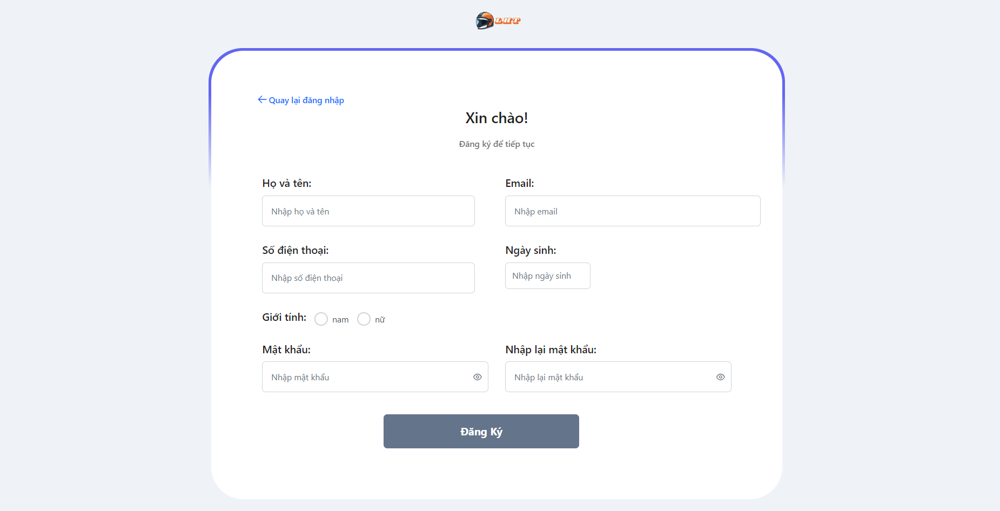 LHT
Quay lại đăng nhập
Xin chào!
Đăng ký để tiếp tục
Họ và tên:
Email:
Nhập họ và tên
Nhập email
Số điện thoại:
Ngày sinh:
Nhập số điện thoại
Nhập ngày sinh
Giới tính: nam nữ
Mật khẩu:
Nhập lại mật khẩu:
Nhập mật khẩu
Nhập lại mật khẩu
Đăng Ký